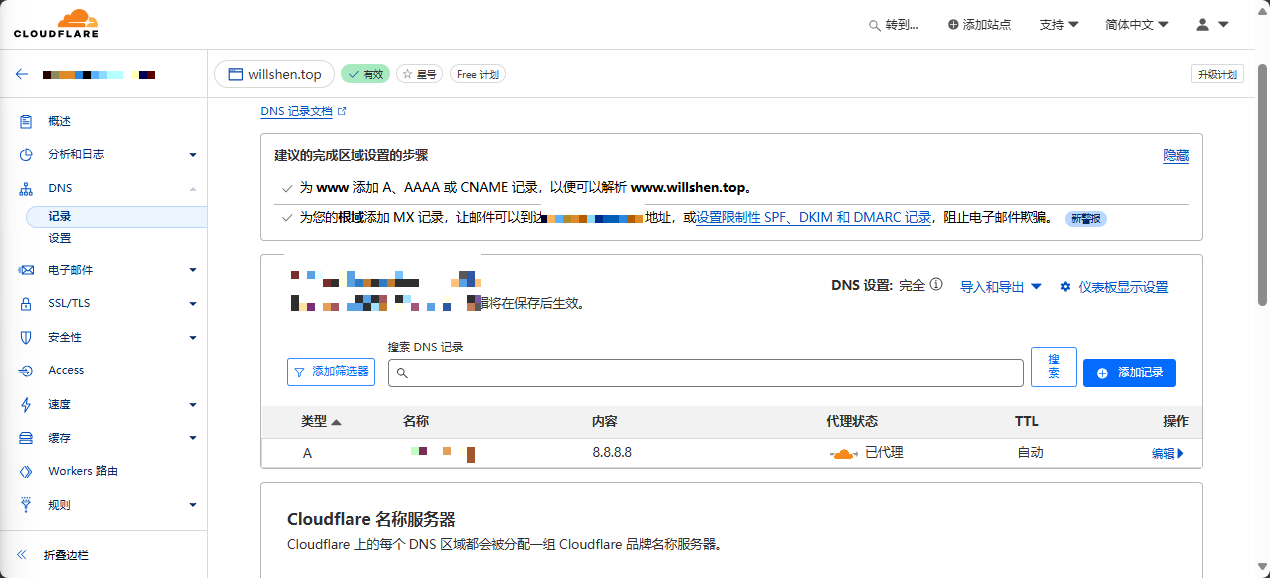 CLOUDFLARE
转到... 添加站点 支持 简体中文
willshen.top 有效 星号 Free 计划 升级计划
概述
分析和日志
DNS
记录
设置
电子邮件
SSL/TLS
安全性
Access
速度
缓存
Workers 路由
规则
折叠边栏
DNS 记录文档
建议的完成区域设置的步骤 隐藏
为 www 添加 A、AAAA 或 CNAME 记录，以便可以解析 www.willshen.top。
为您的根域添加 MX 记录，让邮件可以到达 地址，或设置限制性 SPF、DKIM 和 DMARC 记录，阻止电子邮件欺骗。 新警报
DNS 设置: 完全 导入和导出 仪表板显示设置
将在保存后生效。
搜索 DNS 记录
添加筛选器 搜
索 添加记录
类型 名称 内容 代理状态 TTL 操作
A 8.8.8.8 已代理 自动 编辑
Cloudflare 名称服务器
Cloudflare 上的每个 DNS 区域都会被分配一组 Cloudflare 品牌名称服务器。